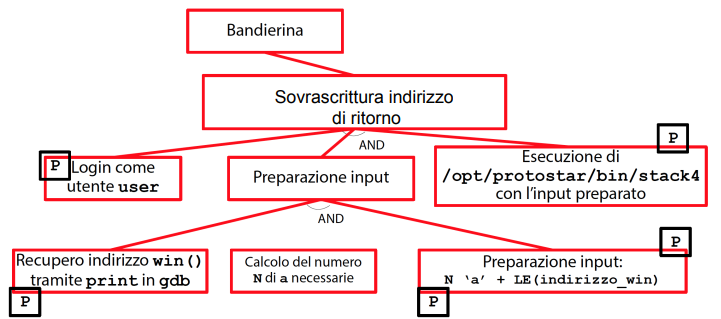 Bandierina
Sovrascrittura indirizzo
di ritorno
AND
P
Login come
utente user
Preparazione input
P
Esecuzione di
/opt/protostar/bin/stack4
con l'input preparato
AND
Recupero indirizzo win()
tramite print in gdb
P
Calcolo del numero
N di a necessarie
P
Preparazione input:
N ‘a’ + LE(indirizzo_win)
P